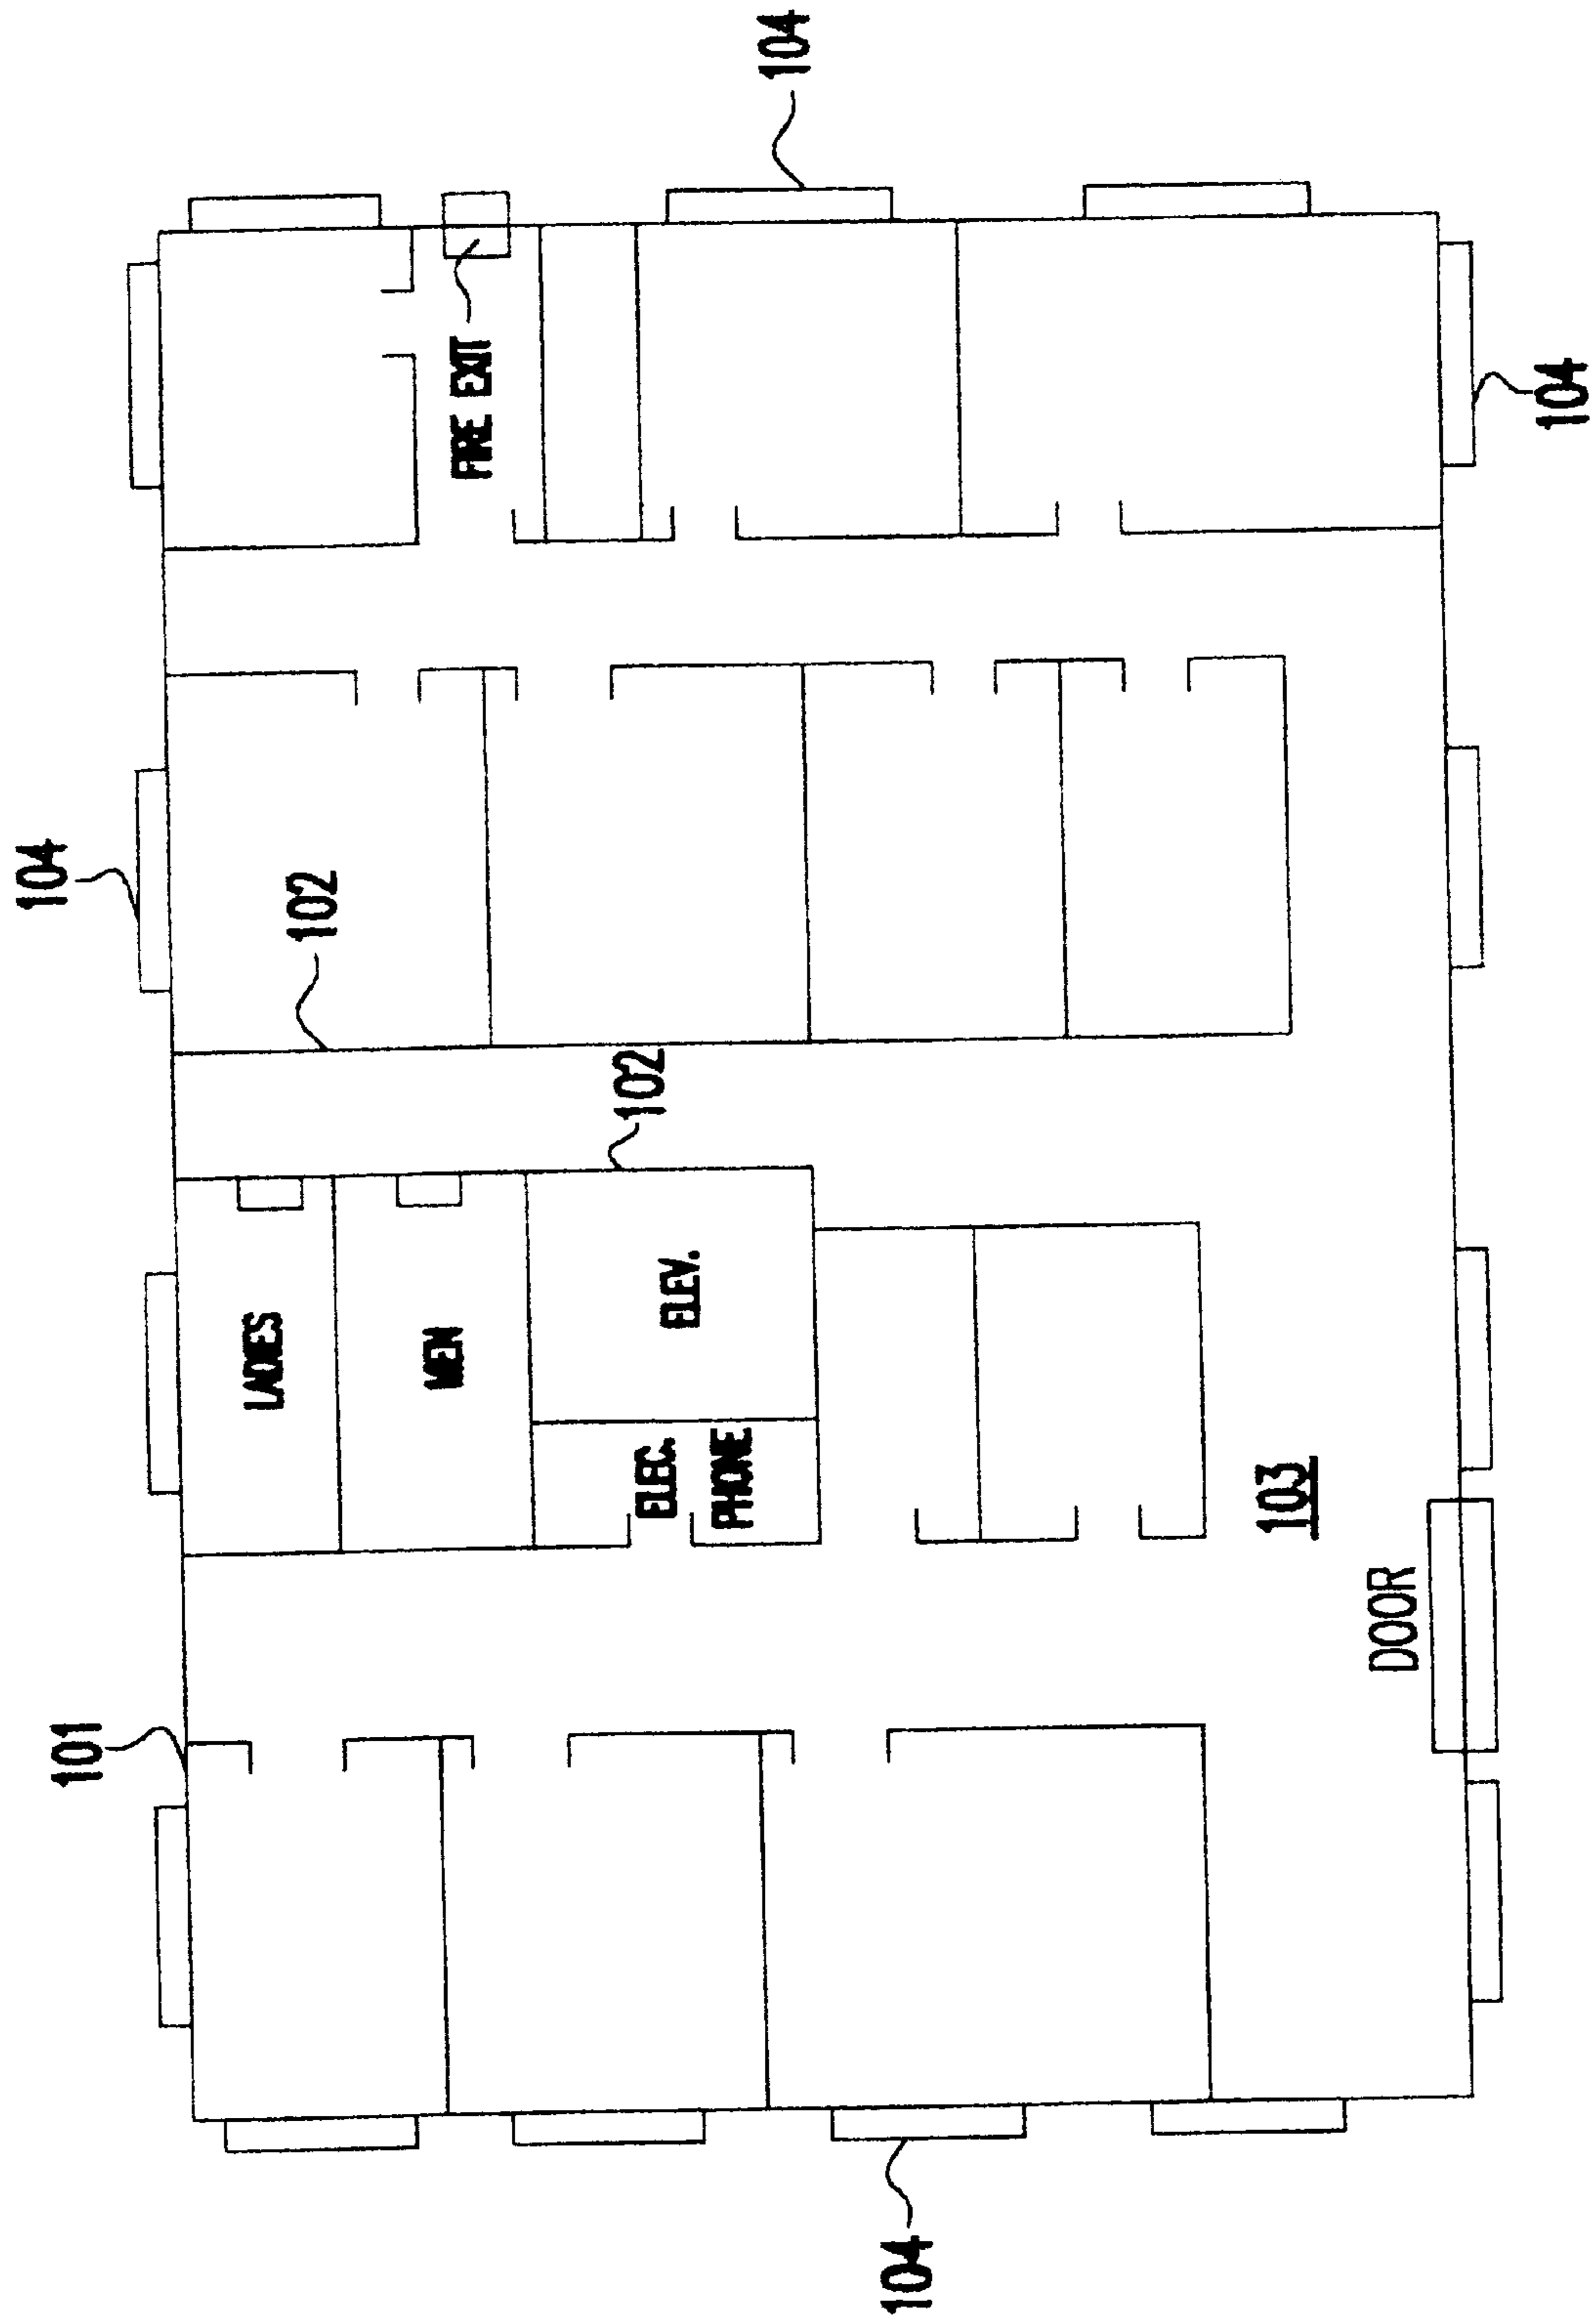 104
104
104
102
102
101
FIRE EXIT
LADIES
MEN
ELEV.
ELEC.
PHONE
103
DOOR
104